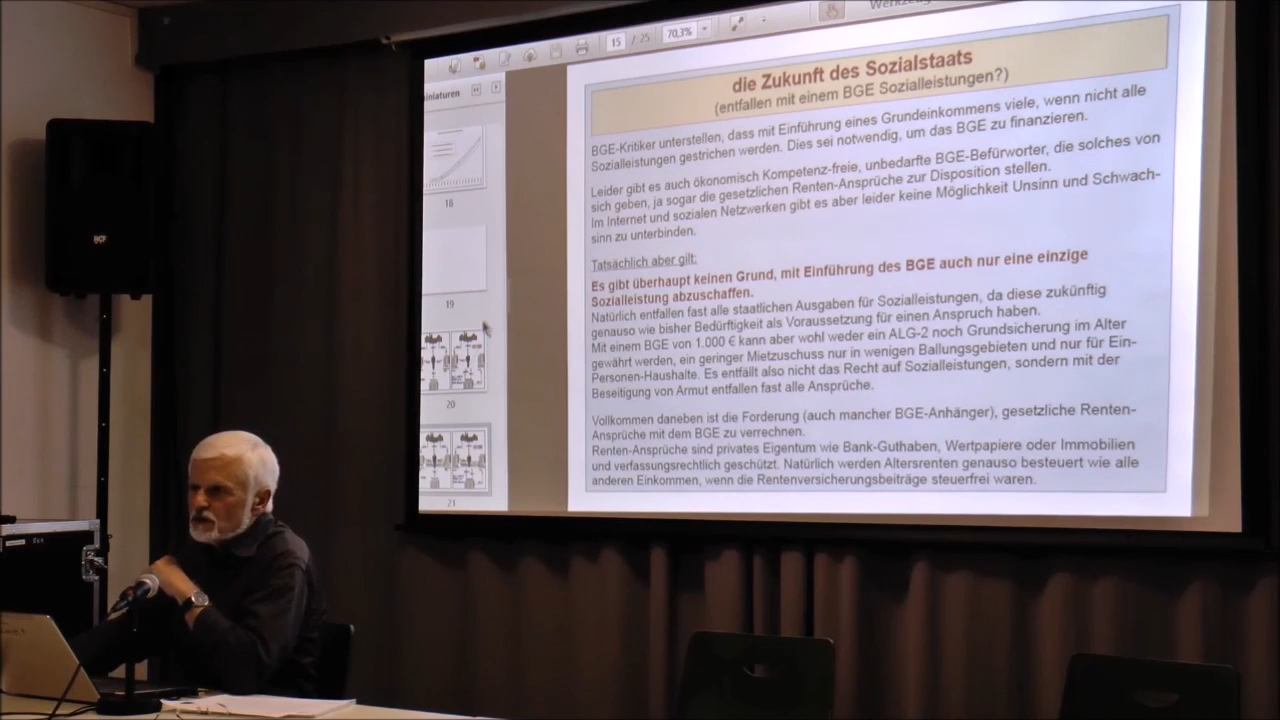 15 / 25 70,3% Werkzeug
iniaturen
18
19
20
21
RCF
die Zukunft des Sozialstaats
(entfallen mit einem BGE Sozialleistungen?)
BGE-Kritiker unterstellen, dass mit Einführung eines Grundeinkommens viele, wenn nicht alle
Sozialleistungen gestrichen werden. Dies sei notwendig, um das BGE zu finanzieren.
Leider gibt es auch ökonomisch Kompetenz-freie, unbedarfte BGE-Befürworter, die solches von
sich geben, ja sogar die gesetzlichen Renten-Ansprüche zur Disposition stellen.
Im Internet und sozialen Netzwerken gibt es aber leider keine Möglichkeit Unsinn und Schwach-
sinn zu unterbinden.
Tatsächlich aber gilt:
Es gibt überhaupt keinen Grund, mit Einführung des BGE auch nur eine einzige
Sozialleistung abzuschaffen.
Natürlich entfallen fast alle staatlichen Ausgaben für Sozialleistungen, da diese zukünftig
genauso wie bisher Bedürftigkeit als Voraussetzung für einen Anspruch haben.
Mit einem BGE von 1.000 € kann aber wohl weder ein ALG-2 noch Grundsicherung im Alter
gewährt werden, ein geringer Mietzuschuss nur in wenigen Ballungsgebieten und nur für Ein-
Personen-Haushalte. Es entfällt also nicht das Recht auf Sozialleistungen, sondern mit der
Beseitigung von Armut entfallen fast alle Ansprüche.
Vollkommen daneben ist die Forderung (auch mancher BGE-Anhänger), gesetzliche Renten-
Ansprüche mit dem BGE zu verrechnen.
Renten-Ansprüche sind privates Eigentum wie Bank-Guthaben, Wertpapiere oder Immobilien
und verfassungsrechtlich geschützt. Natürlich werden Altersrenten genauso besteuert wie alle
anderen Einkommen, wenn die Rentenversicherungsbeiträge steuerfrei waren.